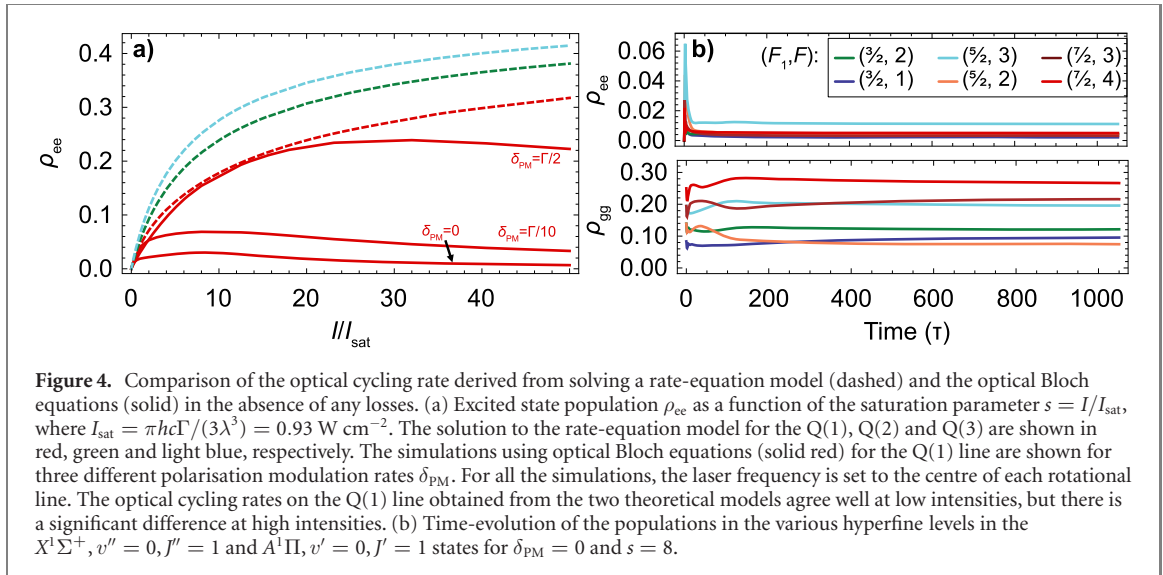 a)
0.4
0.3
0.2
0.1
0.0
ρee
δPM=Γ/2
δPM=0
δPM=Γ/10
0 10 20 30 40
I/Isat
b)
(F1,F):
(3⁄2, 2) (5⁄2, 3) (7⁄2, 3)
(3⁄2, 1) (5⁄2, 2) (7⁄2, 4)
0.06
0.04
0.02
0.00
ρee
0.30
0.20
0.10
0.00
ρgg
0 200 400 600 800 1000
Time (τ)
Figure 4. Comparison of the optical cycling rate derived from solving a rate-equation model (dashed) and the optical Bloch
equations (solid) in the absence of any losses. (a) Excited state population ρee as a function of the saturation parameter s = I/Isat,
where Isat = πhcΓ/(3λ³) = 0.93 W cm⁻². The solution to the rate-equation model for the Q(1), Q(2) and Q(3) are shown in
red, green and light blue, respectively. The simulations using optical Bloch equations (solid red) for the Q(1) line are shown for
three different polarisation modulation rates δPM. For all the simulations, the laser frequency is set to the centre of each rotational
line. The optical cycling rates on the Q(1) line obtained from the two theoretical models agree well at low intensities, but there is
a significant difference at high intensities. (b) Time-evolution of the populations in the various hyperfine levels in the
X¹Σ⁺, v″ = 0, J″ = 1 and A¹Π, v′ = 0, J′ = 1 states for δPM = 0 and s = 8.